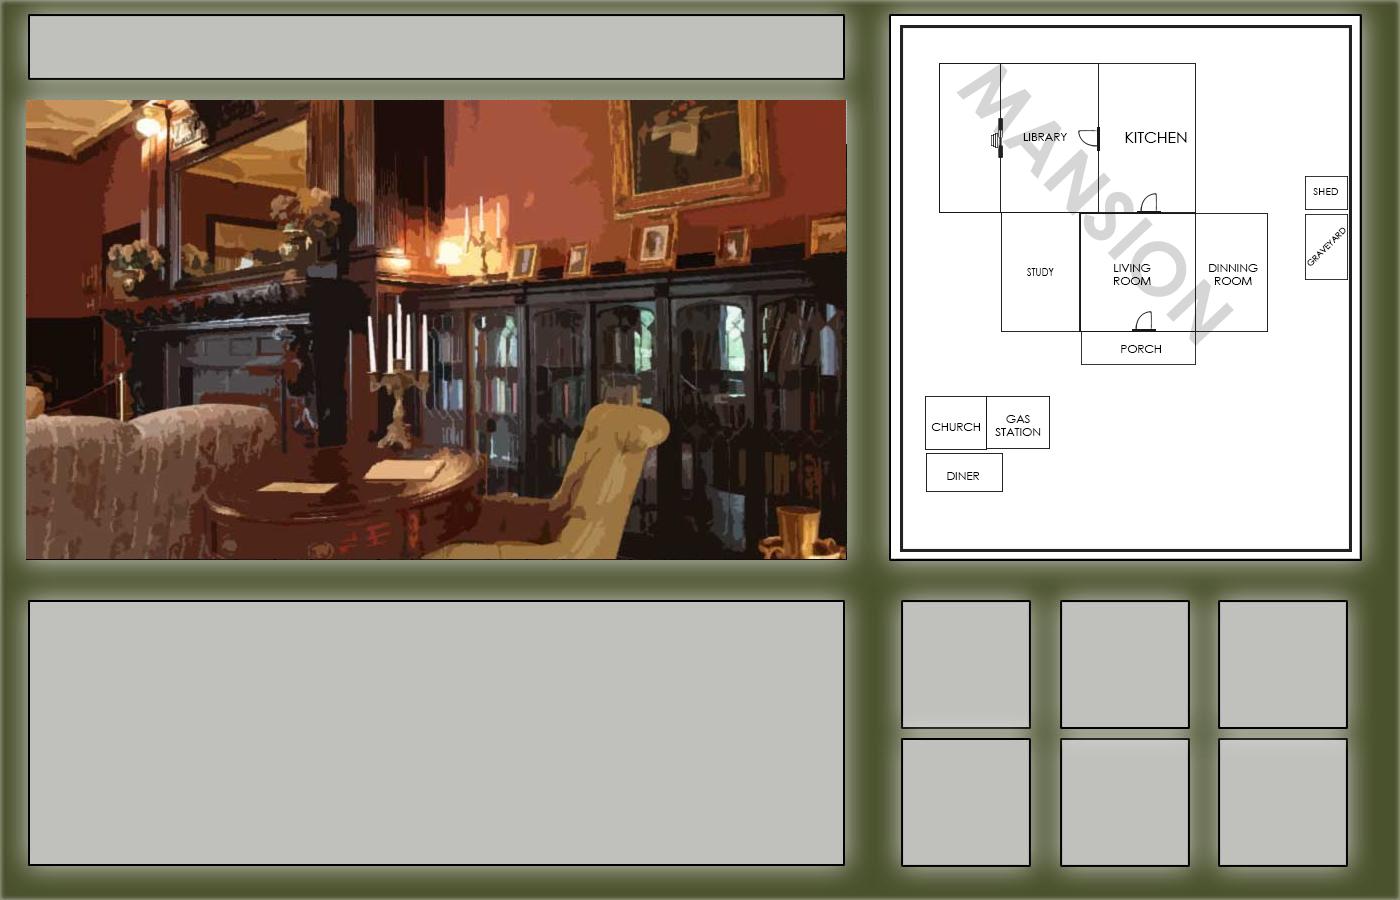 MANSION
LIBRARY
KITCHEN
SHED
GRAVEYARD
STUDY
LIVING
ROOM
DINNING
ROOM
PORCH
CHURCH
GAS
STATION
DINER